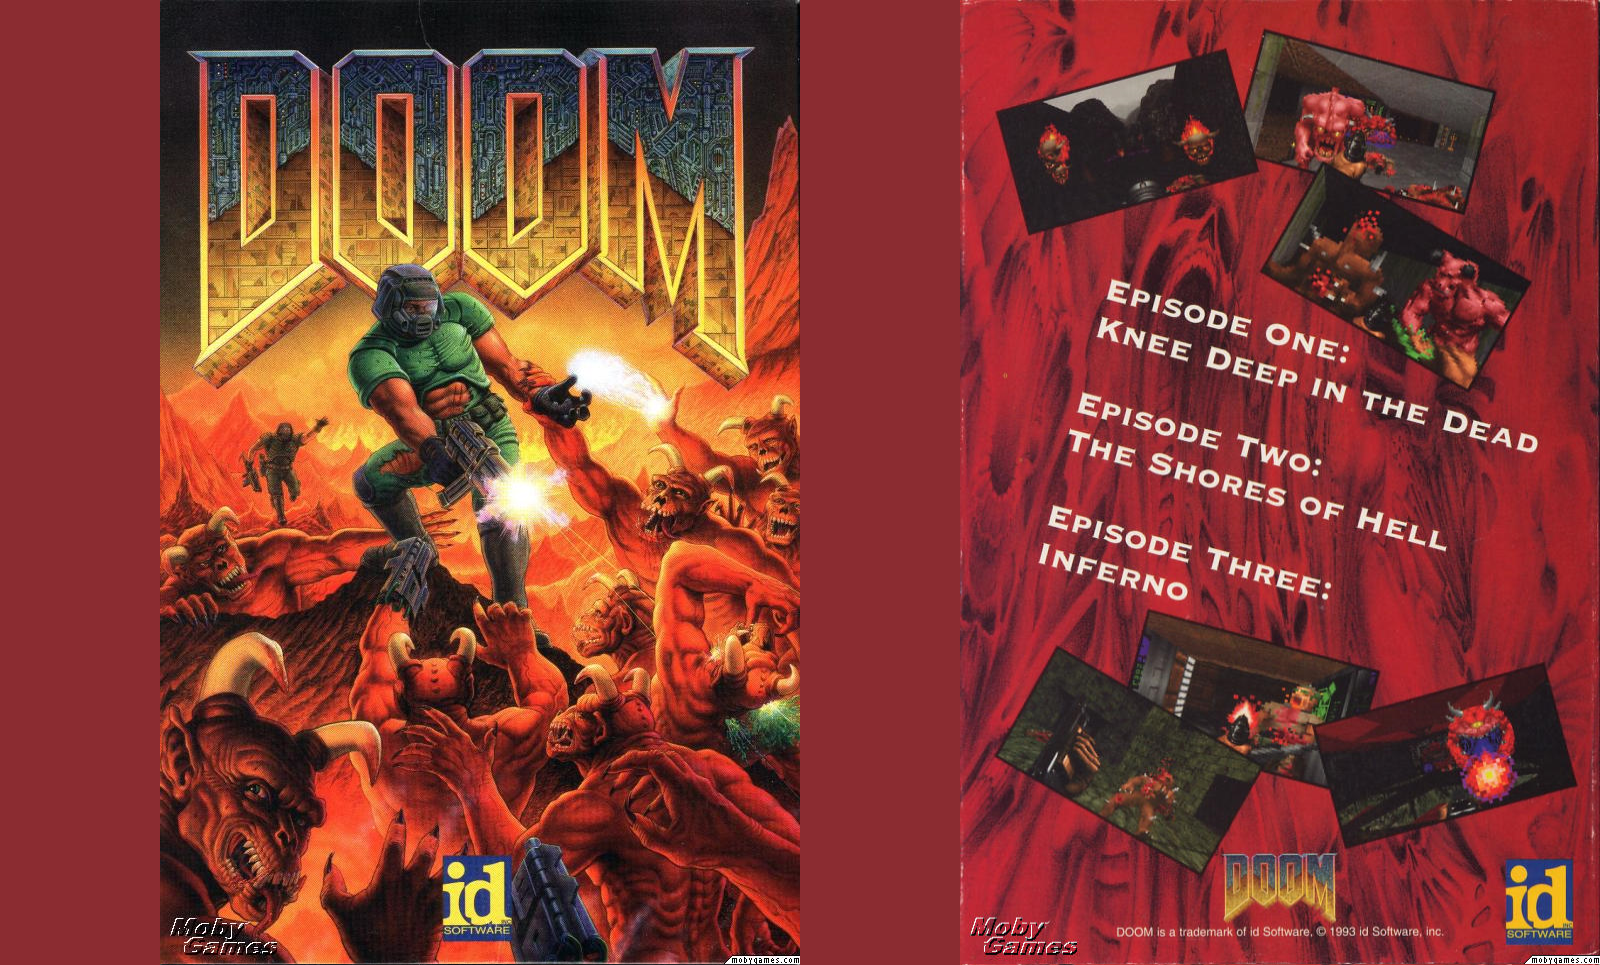 DOOM
id
SOFTWARE
INC
Moby
Games
mobygames.com
EPISODE ONE:
KNEE DEEP IN THE DEAD
EPISODE TWO:
THE SHORES OF HELL
EPISODE THREE:
INFERNO
DOOM
DOOM is a trademark of id Software, © 1993 id Software, inc.
id
SOFTWARE
INC
Moby
Games
mobygames.com